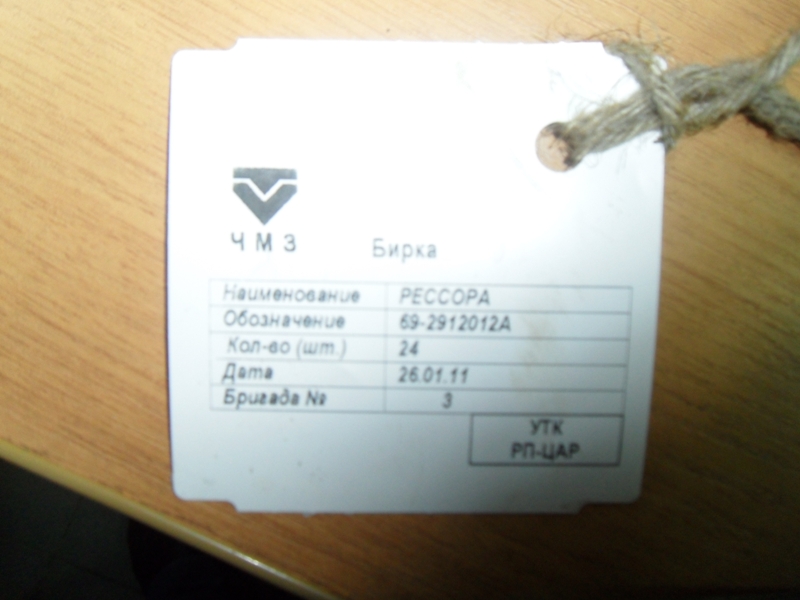 ЧМЗ
Бирка
Наименование РЕССОРА
Обозначение 69-2912012А
Кол-во (шт.) 24
Дата 26.01.11
Бригада № 3
УТК
РП-ЦАР